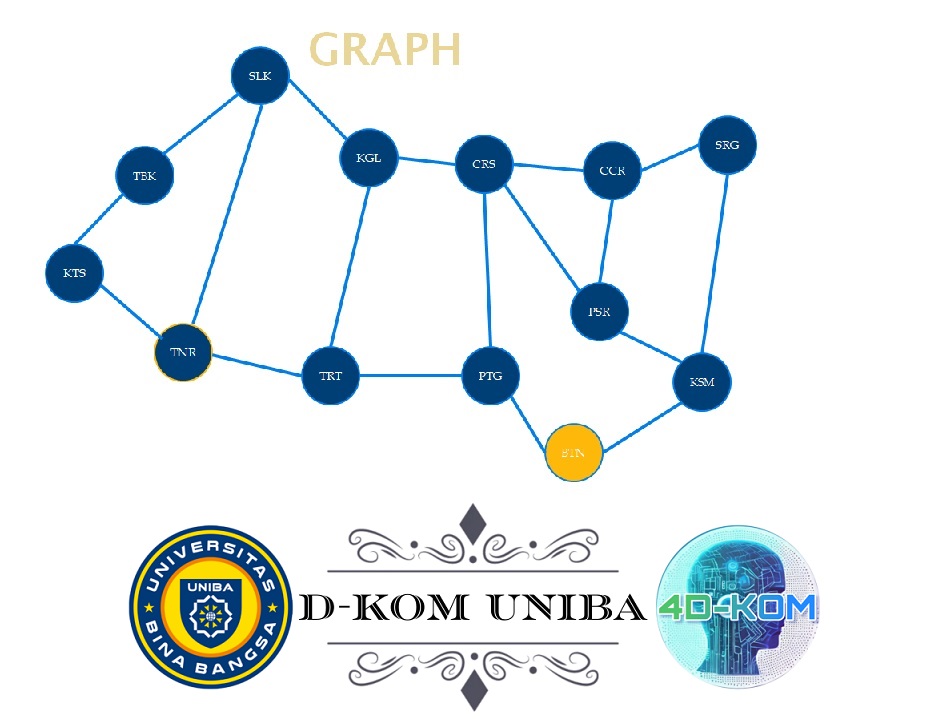 GRAPH
SLK
KGL
CRS
CCR
SRG
TBK
KTS
TNR
TRT
PTG
PSR
KSM
BTN
UNIVERSITAS
UNIBA
BINA BANGSA
D-KOM UNIBA
4D-KOM